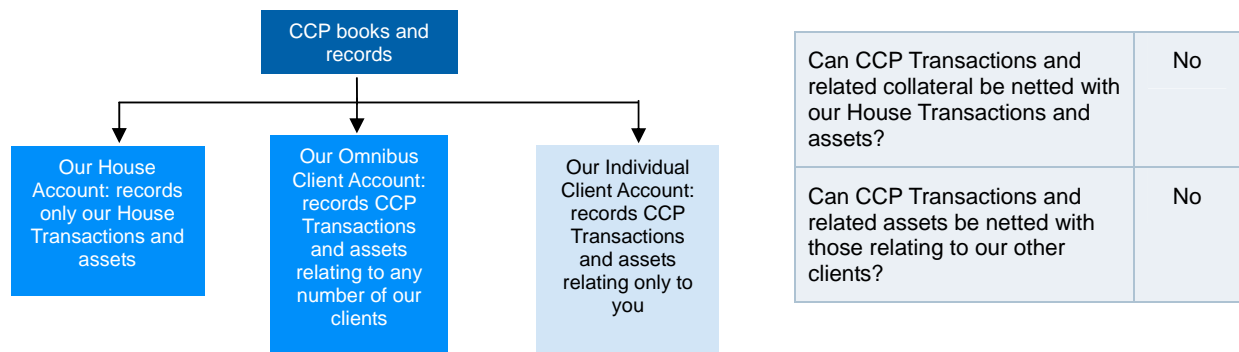 CCP books and
records
Our House
Account: records
only our House
Transactions and
assets
Our Omnibus
Client Account:
records CCP
Transactions
and assets
relating to any
number of our
clients
Our Individual
Client Account:
records CCP
Transactions
and assets
relating only to
you
Can CCP Transactions and
related collateral be netted with
our House Transactions and
assets?
No
Can CCP Transactions and
related assets be netted with
those relating to our other
clients?
No